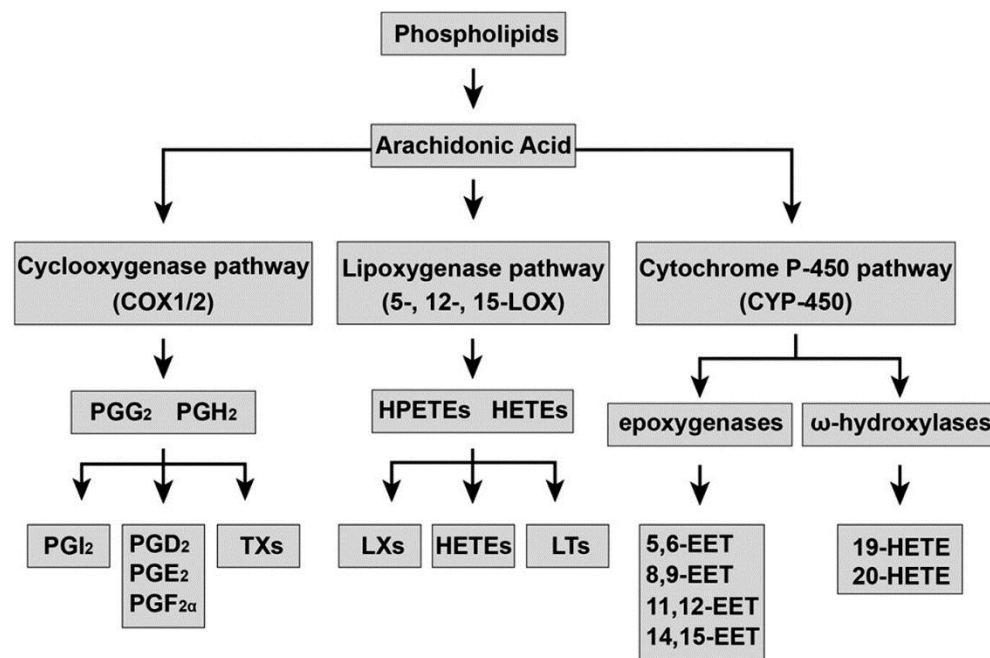 Phospholipids
Arachidonic Acid
Cyclooxygenase pathway
(COX1/2)
Lipoxygenase pathway
(5-, 12-, 15-LOX)
Cytochrome P-450 pathway
(CYP-450)
PGG₂ PGH₂
HPETEs HETEs
epoxygenases
ω-hydroxylases
PGI₂
PGD₂
PGE₂
PGF₂α
TXs
LXs
HETEs
LTs
5,6-EET
8,9-EET
11,12-EET
14,15-EET
19-HETE
20-HETE